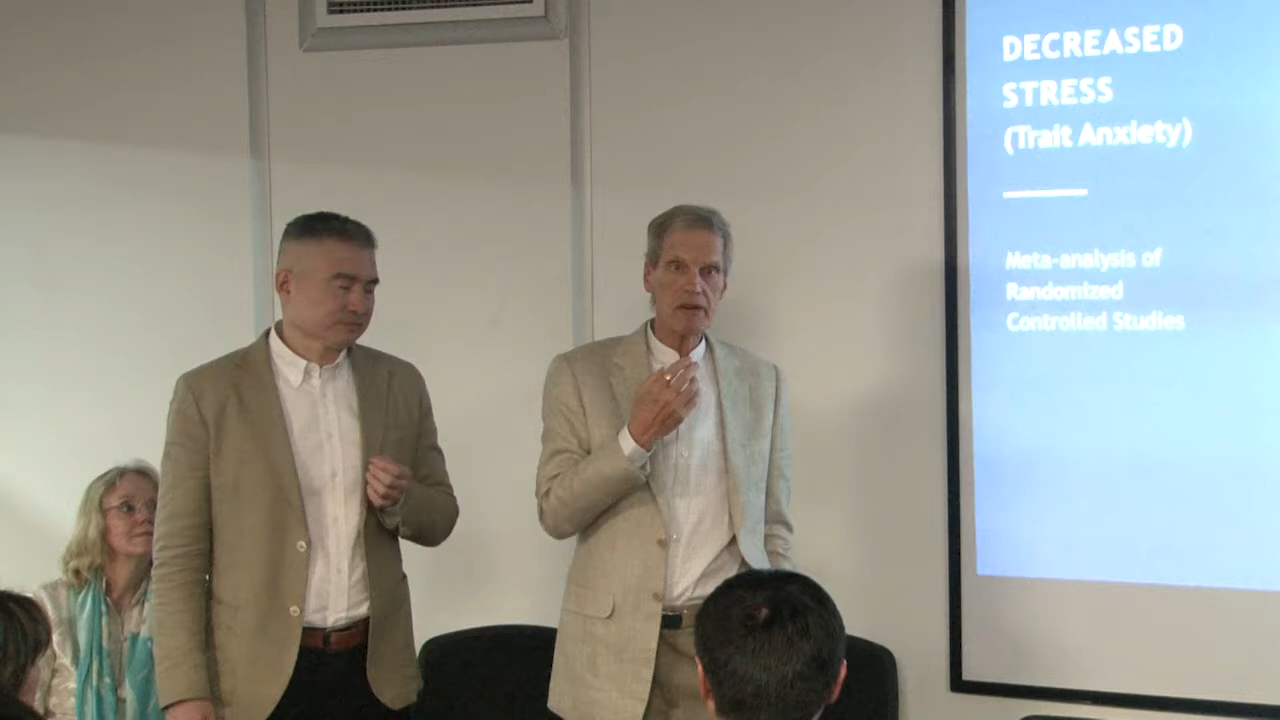 DECREASED
STRESS
(Trait Anxiety)
Meta-analysis of
Randomized
Controlled Studies